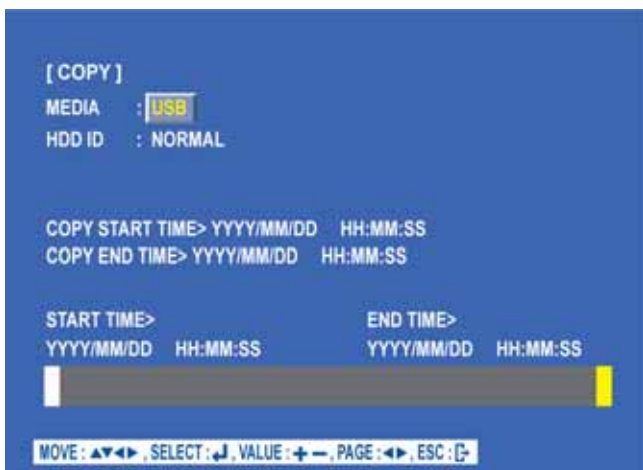 [ COPY ]
MEDIA : USB
HDD ID : NORMAL
COPY START TIME> YYYY/MM/DD HH:MM:SS
COPY END TIME> YYYY/MM/DD HH:MM:SS
START TIME> END TIME>
YYYY/MM/DD HH:MM:SS YYYY/MM/DD HH:MM:SS
MOVE : ▲▼◄► , SELECT : ↲ , VALUE : + − , PAGE : ◄► , ESC :